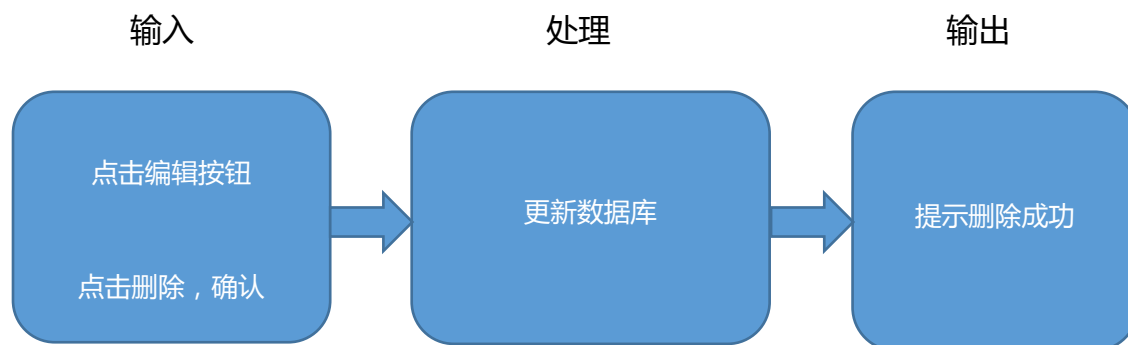 输入
处理
输出
点击编辑按钮
点击删除，确认
更新数据库
提示删除成功